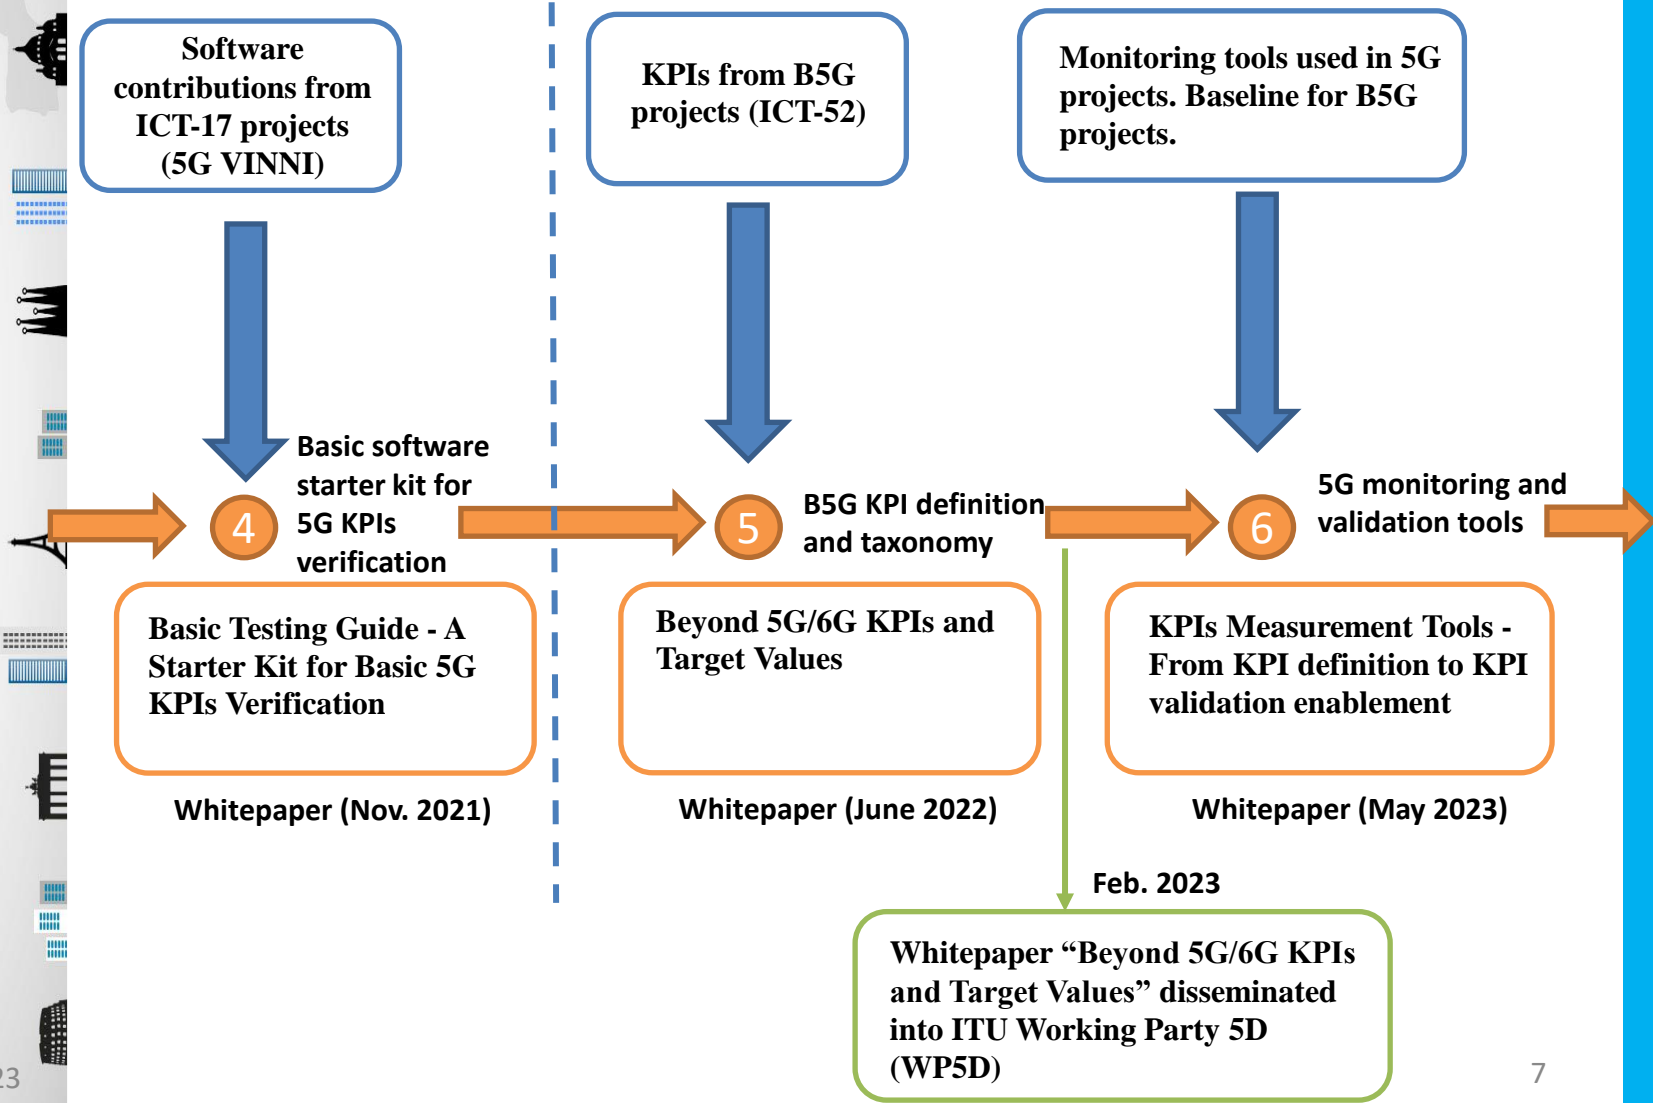 Software
contributions from
ICT-17 projects
(5G VINNI)
KPIs from B5G
projects (ICT-52)
Monitoring tools used in 5G
projects. Baseline for B5G
projects.
4
Basic software
starter kit for
5G KPIs
verification
5
B5G KPI definition
and taxonomy
6
5G monitoring and
validation tools
Basic Testing Guide - A
Starter Kit for Basic 5G
KPIs Verification
Whitepaper (Nov. 2021)
Beyond 5G/6G KPIs and
Target Values
Whitepaper (June 2022)
KPIs Measurement Tools -
From KPI definition to KPI
validation enablement
Whitepaper (May 2023)
Feb. 2023
Whitepaper “Beyond 5G/6G KPIs
and Target Values” disseminated
into ITU Working Party 5D
(WP5D)
23
7